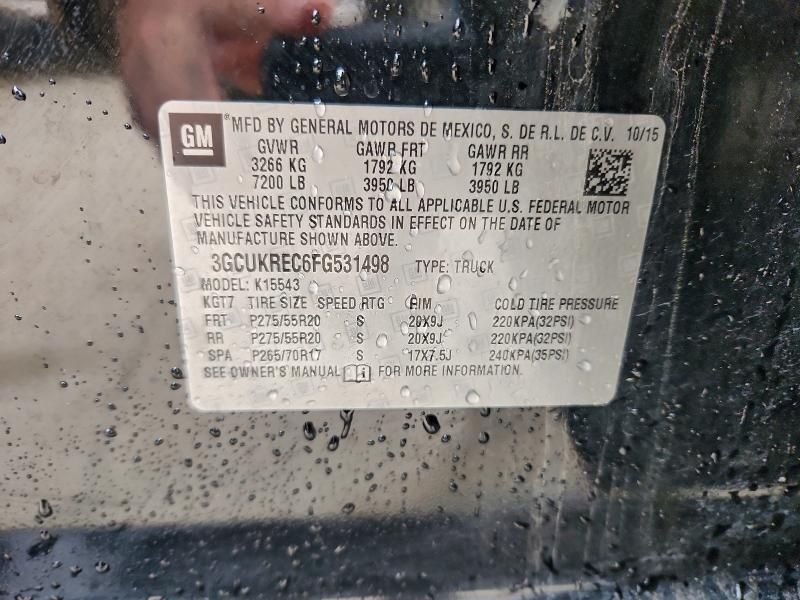 GM ® MFD BY GENERAL MOTORS DE MEXICO, S. DE R.L. DE C.V. 10/15
GVWR GAWR FRT GAWR RR
3266 KG 1792 KG 1792 KG
7200 LB 3950 LB 3950 LB
THIS VEHICLE CONFORMS TO ALL APPLICABLE U.S. FEDERAL MOTOR
VEHICLE SAFETY STANDARDS IN EFFECT ON THE DATE OF
MANUFACTURE SHOWN ABOVE.
3GCUKREC6FG531498 TYPE: TRUCK
MODEL: K15543
KGT7 TIRE SIZE SPEED RTG RIM COLD TIRE PRESSURE
FRT P275/55R20 S 20X9J 220KPA(32PSI)
RR P275/55R20 S 20X9J 220KPA(32PSI)
SPA P265/70R17 S 17X7.5J 240KPA(35PSI)
SEE OWNER'S MANUAL FOR MORE INFORMATION.